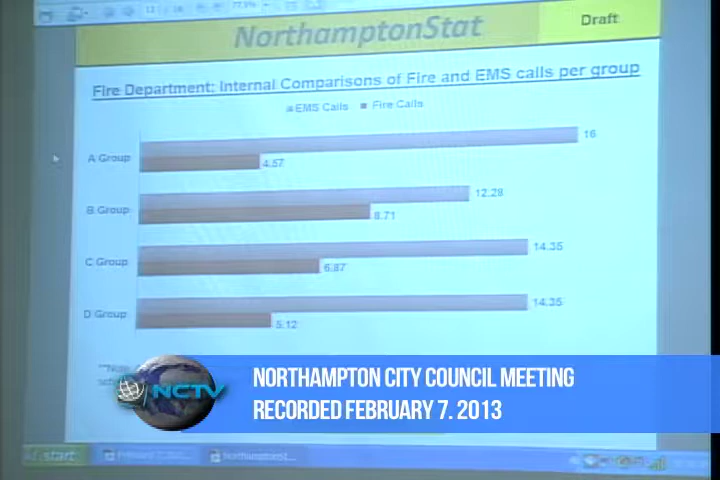 77.9%
NorthamptonStat
Draft
Fire Department: Internal Comparisons of Fire and EMS calls per group
EMS Calls Fire Calls
A Group 16
4.57
B Group 12.29
8.71
C Group 14.35
6.87
D Group 14.35
5.12
NCTV
NORTHAMPTON CITY COUNCIL MEETING
RECORDED FEBRUARY 7. 2013
start